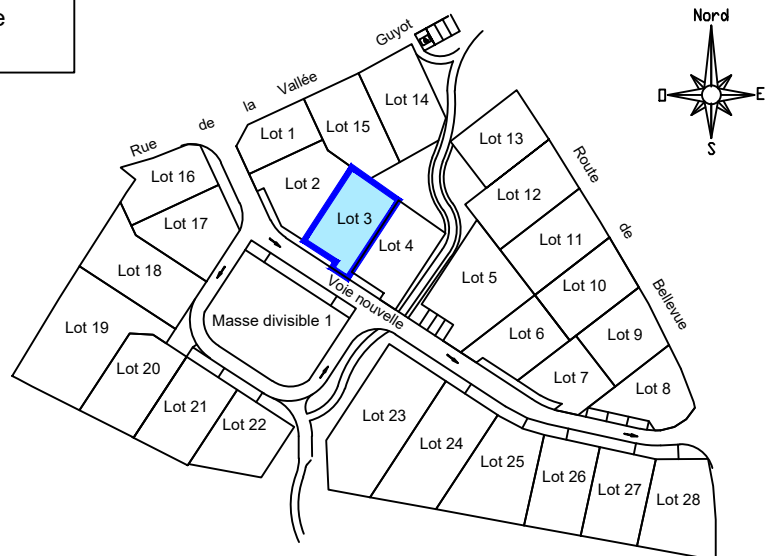 e
Nord
O
E
S
Rue de la Vallée Guyot
Lot 14
Lot 1
Lot 15
Lot 13
Lot 16
Lot 2
Lot 12
Route de Bellevue
Lot 3
Lot 17
Lot 4
Lot 11
Lot 18
Lot 5
Lot 10
Voie nouvelle
Masse divisible 1
Lot 19
Lot 6
Lot 9
Lot 20
Lot 7
Lot 8
Lot 21
Lot 22
Lot 23
Lot 24
Lot 25
Lot 26
Lot 27
Lot 28